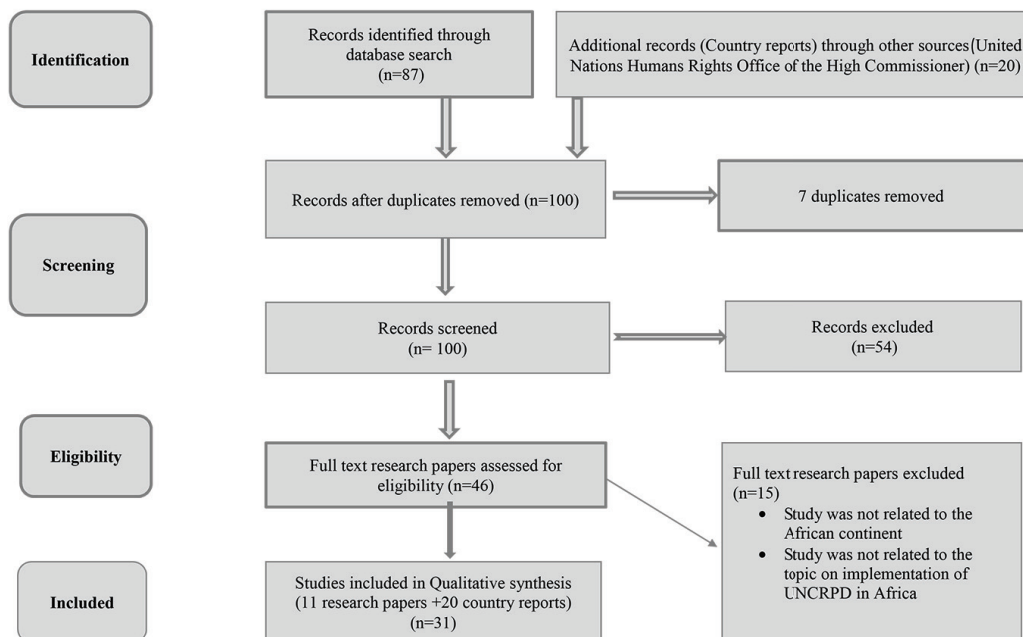 Identification
Records identified through
database search
(n=87)
Additional records (Country reports) through other sources(United
Nations Humans Rights Office of the High Commissioner) (n=20)
Records after duplicates removed (n=100)
7 duplicates removed
Screening
Records screened
(n= 100)
Records excluded
(n=54)
Eligibility
Full text research papers assessed for
eligibility (n=46)
Full text research papers excluded
(n=15)
• Study was not related to the
African continent
• Study was not related to the
topic on implementation of
UNCRPD in Africa
Included
Studies included in Qualitative synthesis
(11 research papers +20 country reports)
(n=31)